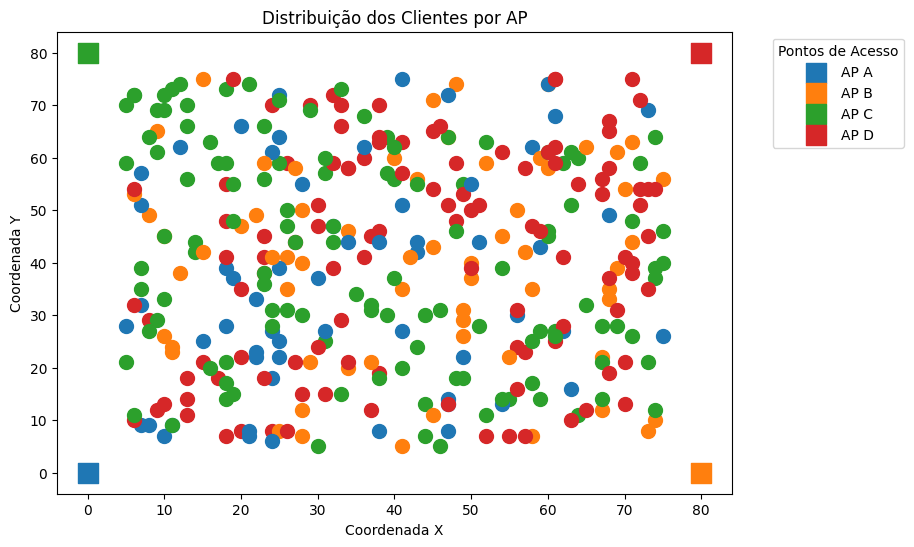 Distribuição dos Clientes por AP
Pontos de Acesso
AP A
AP B
AP C
AP D
Coordenada Y
80
70
60
50
40
30
20
10
0
0 10 20 30 40 50 60 70 80
Coordenada X